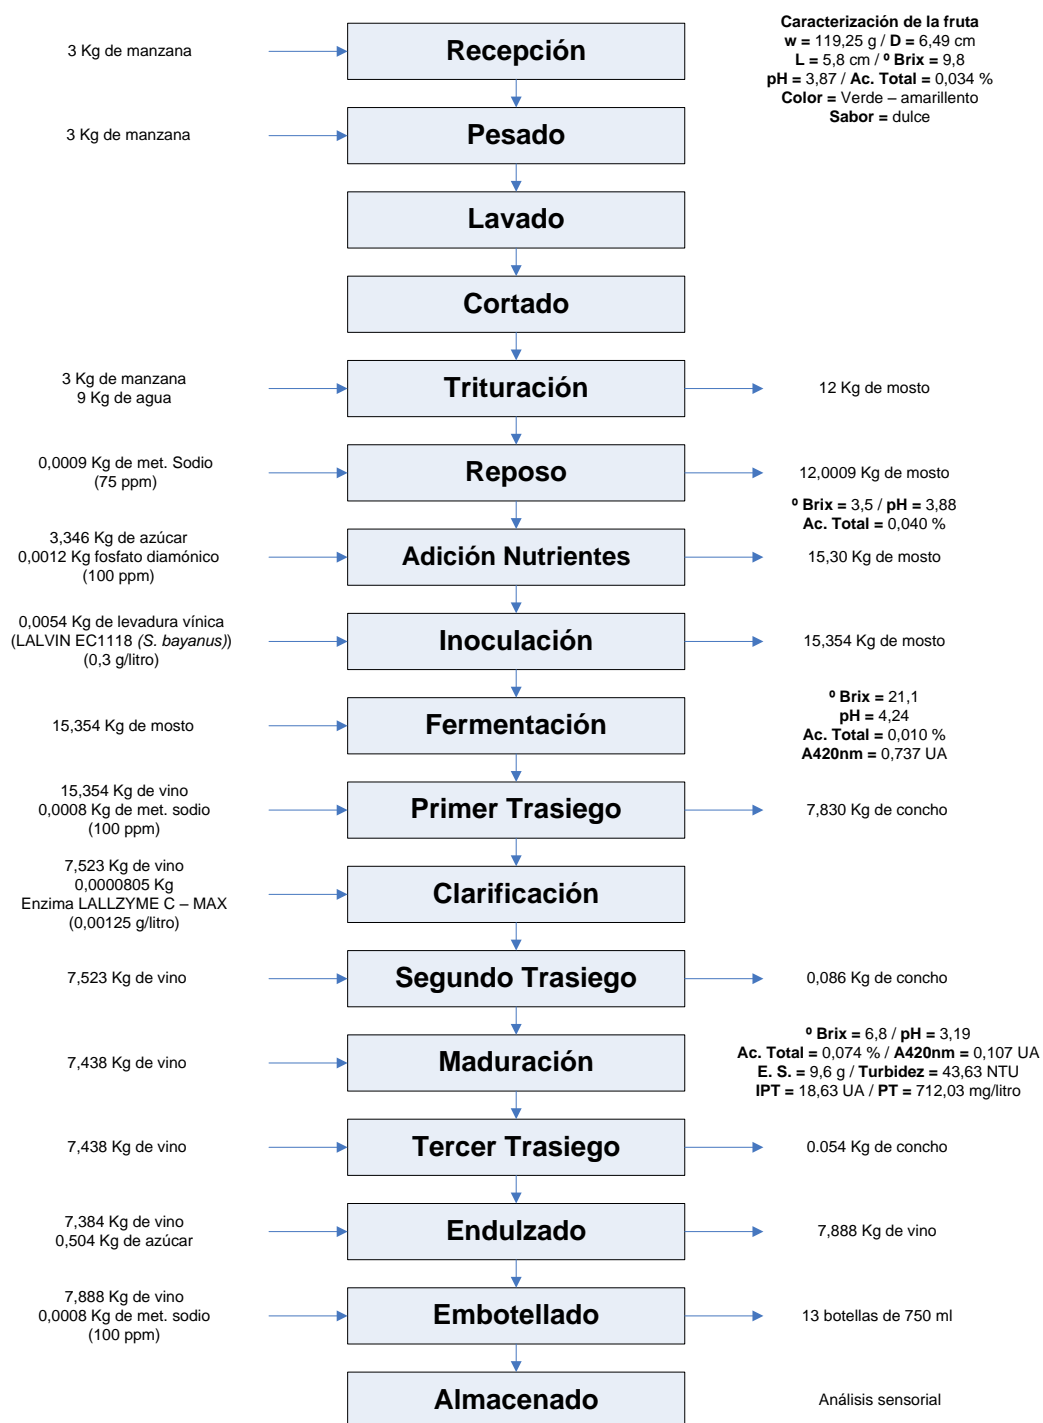 Caracterización de la fruta
w = 119,25 g / D = 6,49 cm
L = 5,8 cm / º Brix = 9,8
pH = 3,87 / Ac. Total = 0,034 %
Color = Verde – amarillento
Sabor = dulce
3 Kg de manzana
Recepción
3 Kg de manzana
Pesado
Lavado
Cortado
3 Kg de manzana
9 Kg de agua
Trituración
12 Kg de mosto
0,0009 Kg de met. Sodio
(75 ppm)
Reposo
12,0009 Kg de mosto
º Brix = 3,5 / pH = 3,88
Ac. Total = 0,040 %
3,346 Kg de azúcar
0,0012 Kg fosfato diamónico
(100 ppm)
Adición Nutrientes
15,30 Kg de mosto
0,0054 Kg de levadura vínica
(LALVIN EC1118 (S. bayanus))
(0,3 g/litro)
Inoculación
15,354 Kg de mosto
15,354 Kg de mosto
Fermentación
º Brix = 21,1
pH = 4,24
Ac. Total = 0,010 %
A420nm = 0,737 UA
15,354 Kg de vino
0,0008 Kg de met. sodio
(100 ppm)
Primer Trasiego
7,830 Kg de concho
7,523 Kg de vino
0,0000805 Kg
Enzima LALLZYME C – MAX
(0,00125 g/litro)
Clarificación
7,523 Kg de vino
Segundo Trasiego
0,086 Kg de concho
7,438 Kg de vino
Maduración
º Brix = 6,8 / pH = 3,19
Ac. Total = 0,074 % / A420nm = 0,107 UA
E. S. = 9,6 g / Turbidez = 43,63 NTU
IPT = 18,63 UA / PT = 712,03 mg/litro
7,438 Kg de vino
Tercer Trasiego
0.054 Kg de concho
7,384 Kg de vino
0,504 Kg de azúcar
Endulzado
7,888 Kg de vino
7,888 Kg de vino
0,0008 Kg de met. sodio
(100 ppm)
Embotellado
13 botellas de 750 ml
Almacenado
Análisis sensorial